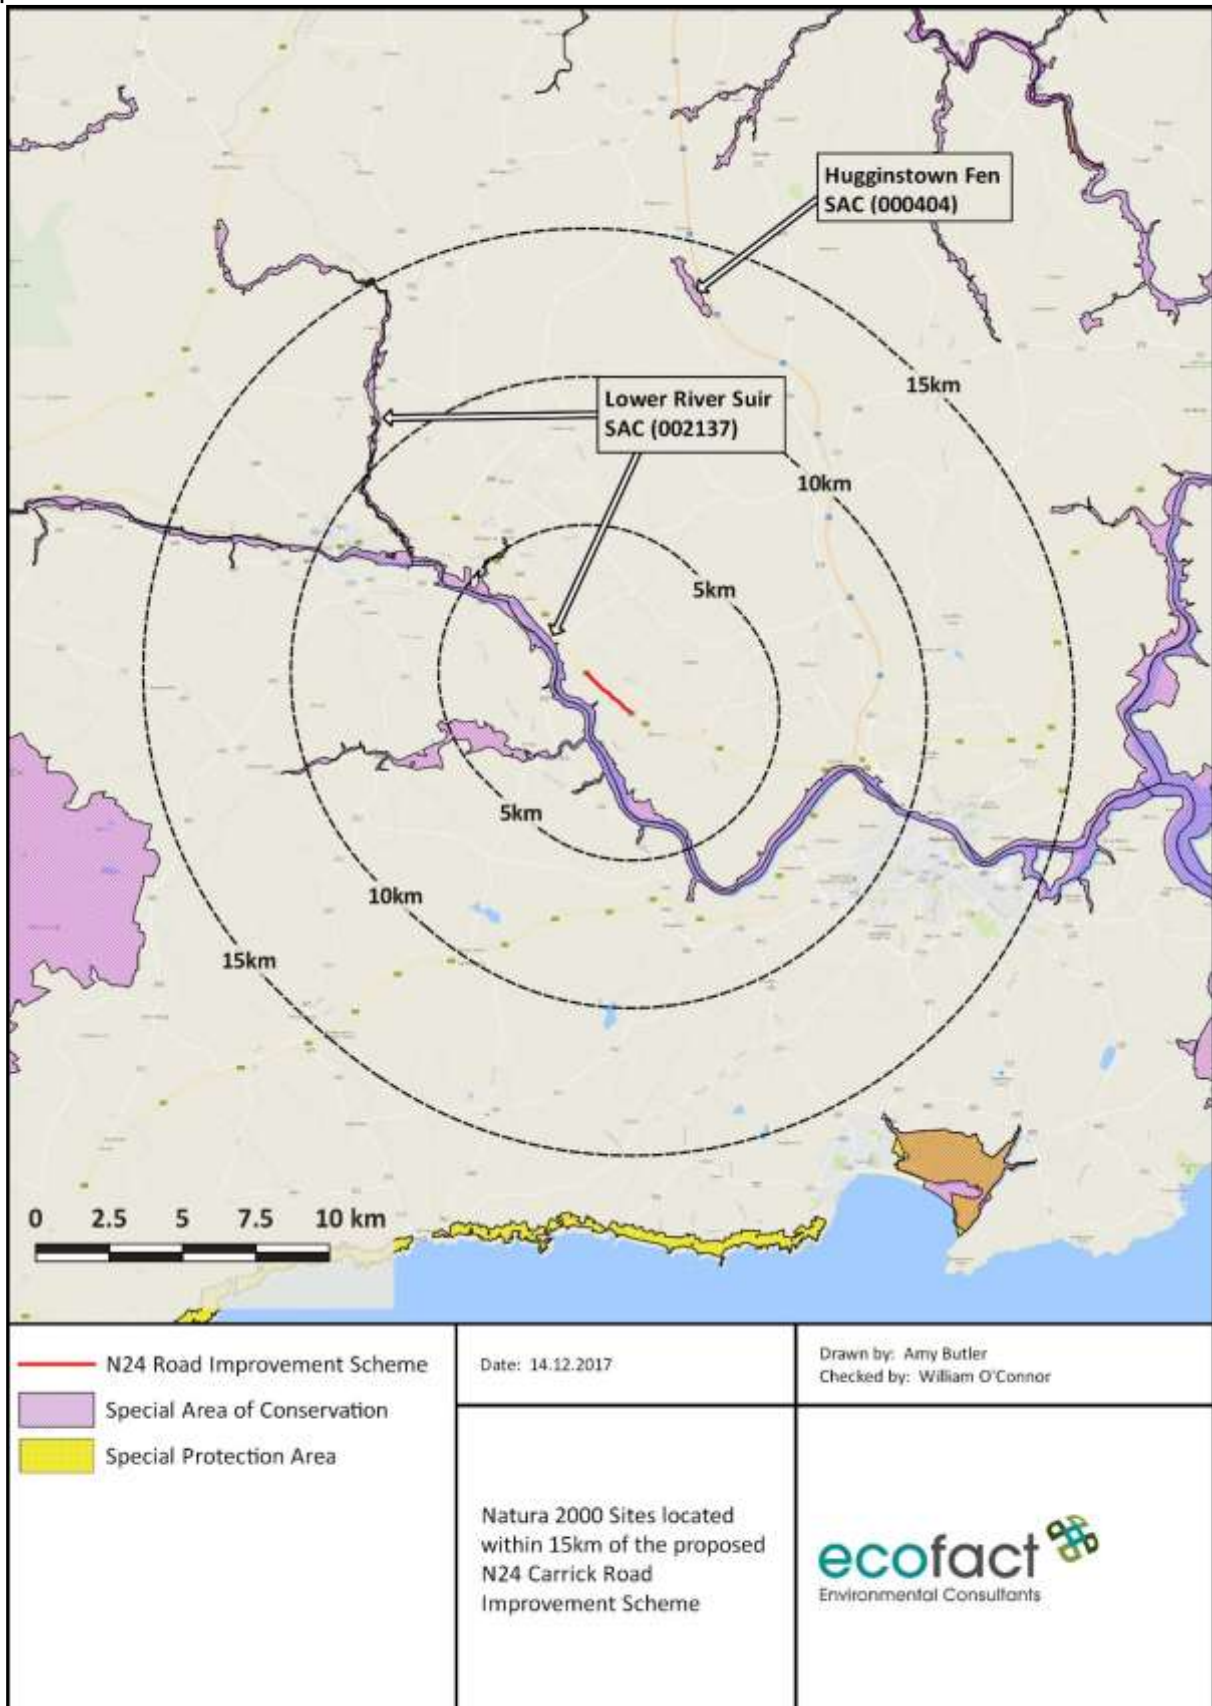 Hugginstown Fen
SAC (000404)
15km
Lower River Suir
SAC (002137)
10km
5km
5km
10km
15km
0 2.5 5 7.5 10 km
N24 Road Improvement Scheme
Special Area of Conservation
Special Protection Area
Date: 14.12.2017
Drawn by: Amy Butler
Checked by: William O'Connor
Natura 2000 Sites located
within 15km of the proposed
N24 Carrick Road
Improvement Scheme
ecofact
Environmental Consultants